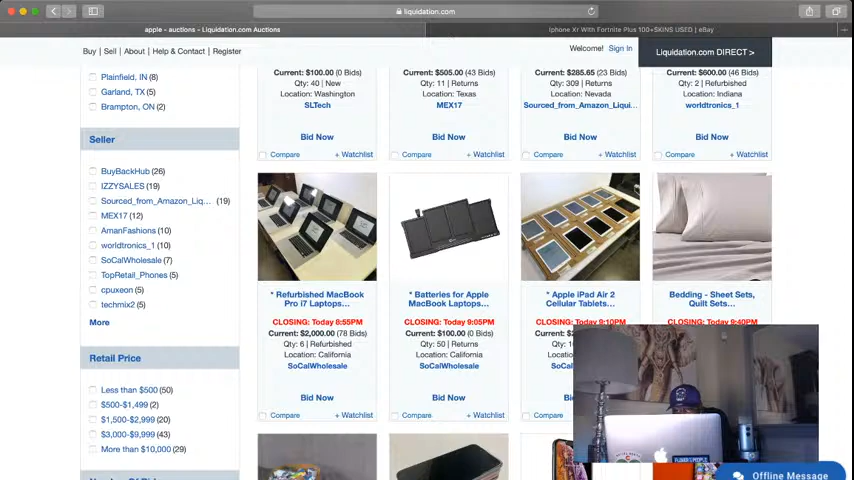 liquidation.com
apple - auctions - Liquidation.com Auctions
Iphone Xr With Fortnite Plus 100+SKINS USED | eBay
Buy | Sell | About | Help & Contact | Register
Welcome! Sign In
Liquidation.com DIRECT >
Plainfield, IN (8)
Garland, TX (5)
Brampton, ON (2)
Seller
BuyBackHub (26)
IZZYSALES (19)
Sourced_from_Amazon_Liq... (19)
MEX17 (12)
AmanFashions (10)
worldtronics_1 (10)
SoCalWholesale (7)
TopRetail_Phones (5)
cpuxeon (5)
techmix2 (5)
More
Retail Price
Less than $500 (50)
$500-$1,499 (2)
$1,500-$2,999 (20)
$3,000-$9,999 (43)
More than $10,000 (29)
Current: $100.00 (0 Bids)
Qty: 40 | New
Location: Washington
SLTech
Bid Now
Compare + Watchlist
Current: $505.00 (43 Bids)
Qty: 11 | Returns
Location: Texas
MEX17
Bid Now
Compare + Watchlist
Current: $285.65 (23 Bids)
Qty: 309 | Returns
Location: Nevada
Sourced_from_Amazon_Liqui...
Bid Now
Compare + Watchlist
Current: $600.00 (46 Bids)
Qty: 2 | Refurbished
Location: Indiana
worldtronics_1
Bid Now
Compare + Watchlist
* Refurbished MacBook
Pro i7 Laptops...
CLOSING: Today 8:55PM
Current: $2,000.00 (78 Bids)
Qty: 6 | Refurbished
Location: California
SoCalWholesale
Bid Now
Compare + Watchlist
* Batteries for Apple
MacBook Laptops...
CLOSING: Today 9:05PM
Current: $100.00 (0 Bids)
Qty: 50 | Returns
Location: California
SoCalWholesale
Bid Now
Compare + Watchlist
* Apple iPad Air 2
Cellular Tablets...
CLOSING: Today 9:10PM
Compare
Bedding - Sheet Sets,
Quilt Sets...
CLOSING: Today 9:40PM
Offline Message